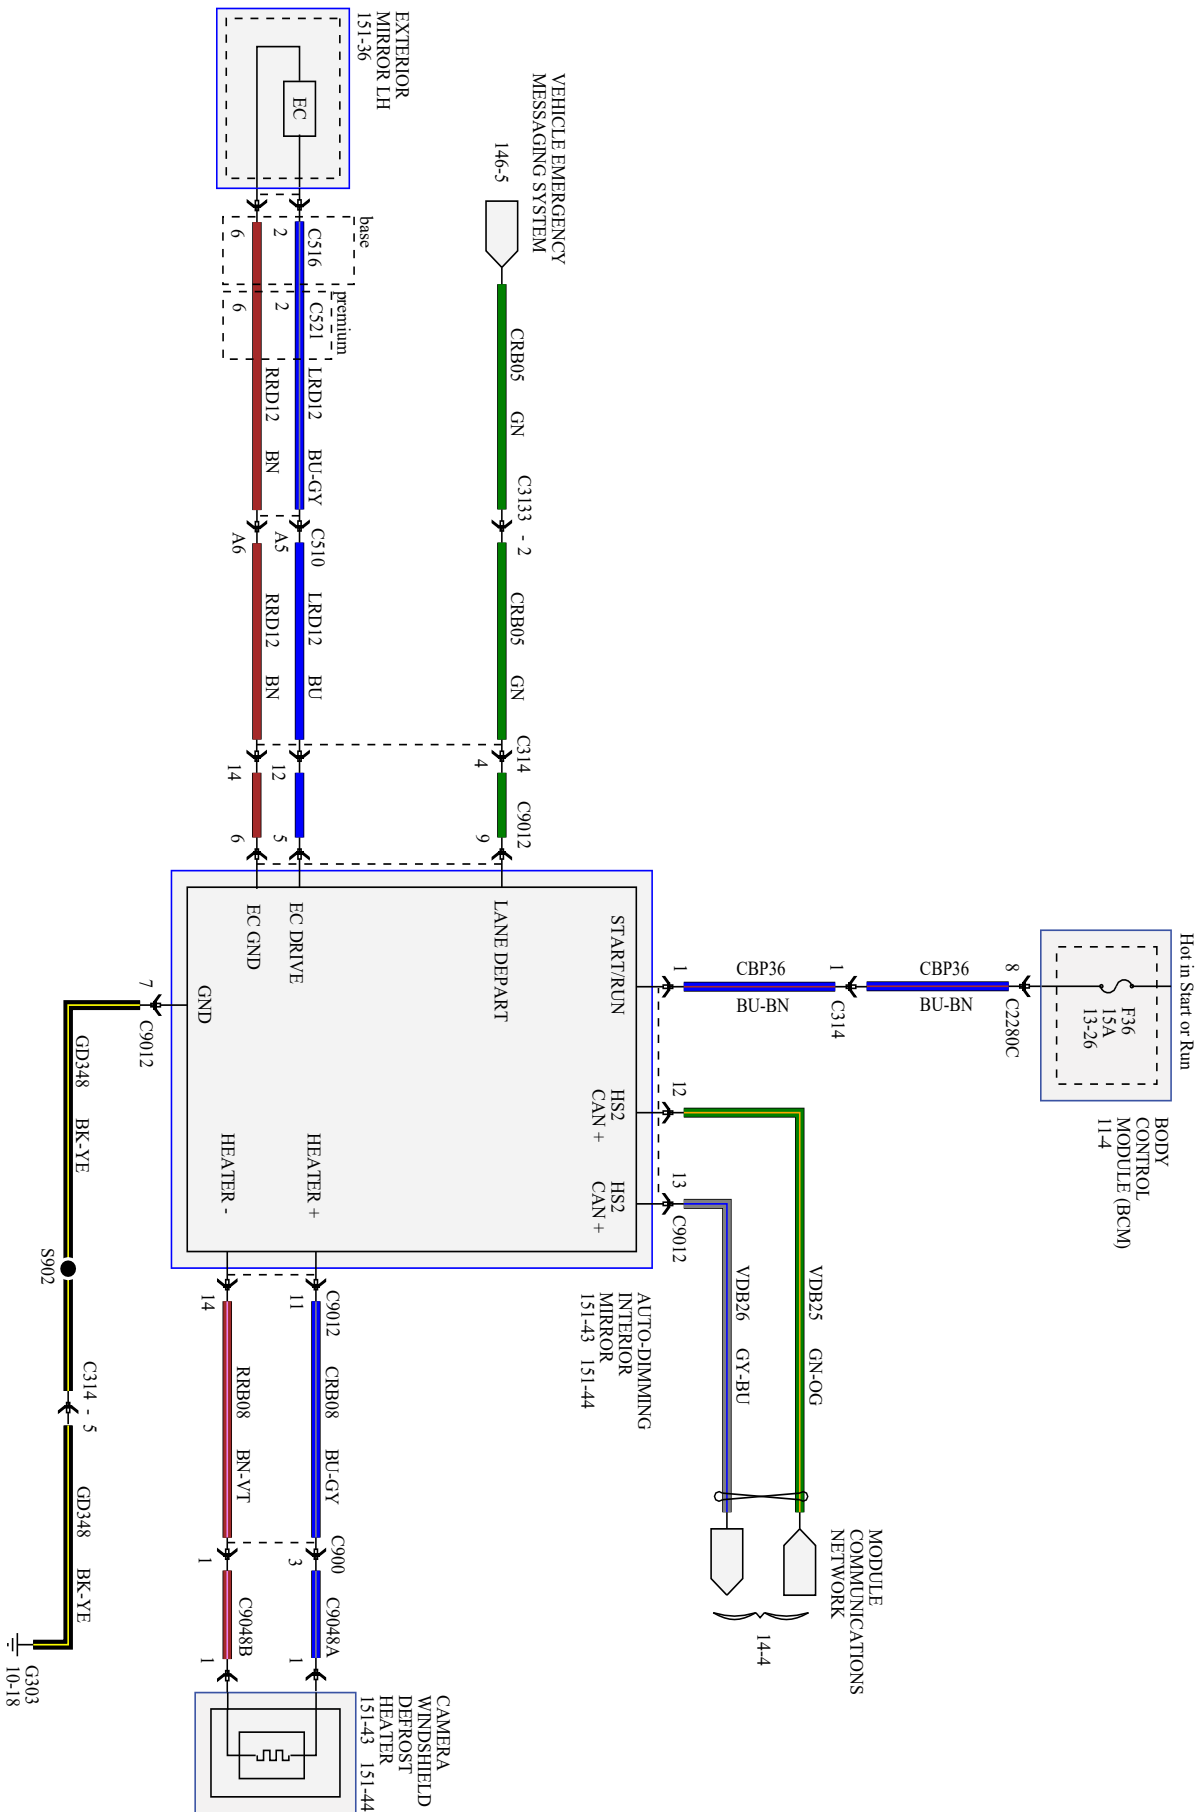 Hot in Start or Run
F36
15A
13-26
BODY
CONTROL
MODULE (BCM)
11-4
8
C2280C
CBP36
BU-BN
1
C314
CBP36
BU-BN
1
12
13
C9012
VDB25 GN-OG
VDB26 GY-BU
MODULE
COMMUNICATIONS
NETWORK
14-4
START/RUN
HS2
CAN +
HS2
CAN +
AUTO-DIMMING
INTERIOR
MIRROR
151-43 151-44
VEHICLE EMERGENCY
MESSAGING SYSTEM
146-5
CRB05 GN
C3133 - 2
CRB05 GN
C314
4
C9012
9
LANE DEPART
EXTERIOR
MIRROR LH
151-36
EC
base
C516
2
6
premium
C521
2
6
LRD12 BU-GY
RRD12 BN
C510
A5
A6
LRD12 BU
RRD12 BN
12
14
5
6
EC DRIVE
EC GND
HEATER +
HEATER -
C9012
11
14
CRB08 BU-GY
RRB08 BN-VT
C900
3
1
C9048A
1
C9048B
1
CAMERA
WINDSHIELD
DEFROST
HEATER
151-43 151-44
GND
7
C9012
GD348 BK-YE
S902
C314 - 5
GD348 BK-YE
G303
10-18